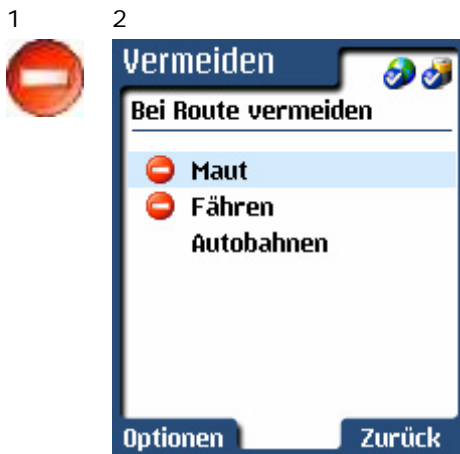 1 2
Vermeiden
Bei Route vermeiden
Maut
Fähren
Autobahnen
Optionen Zurück